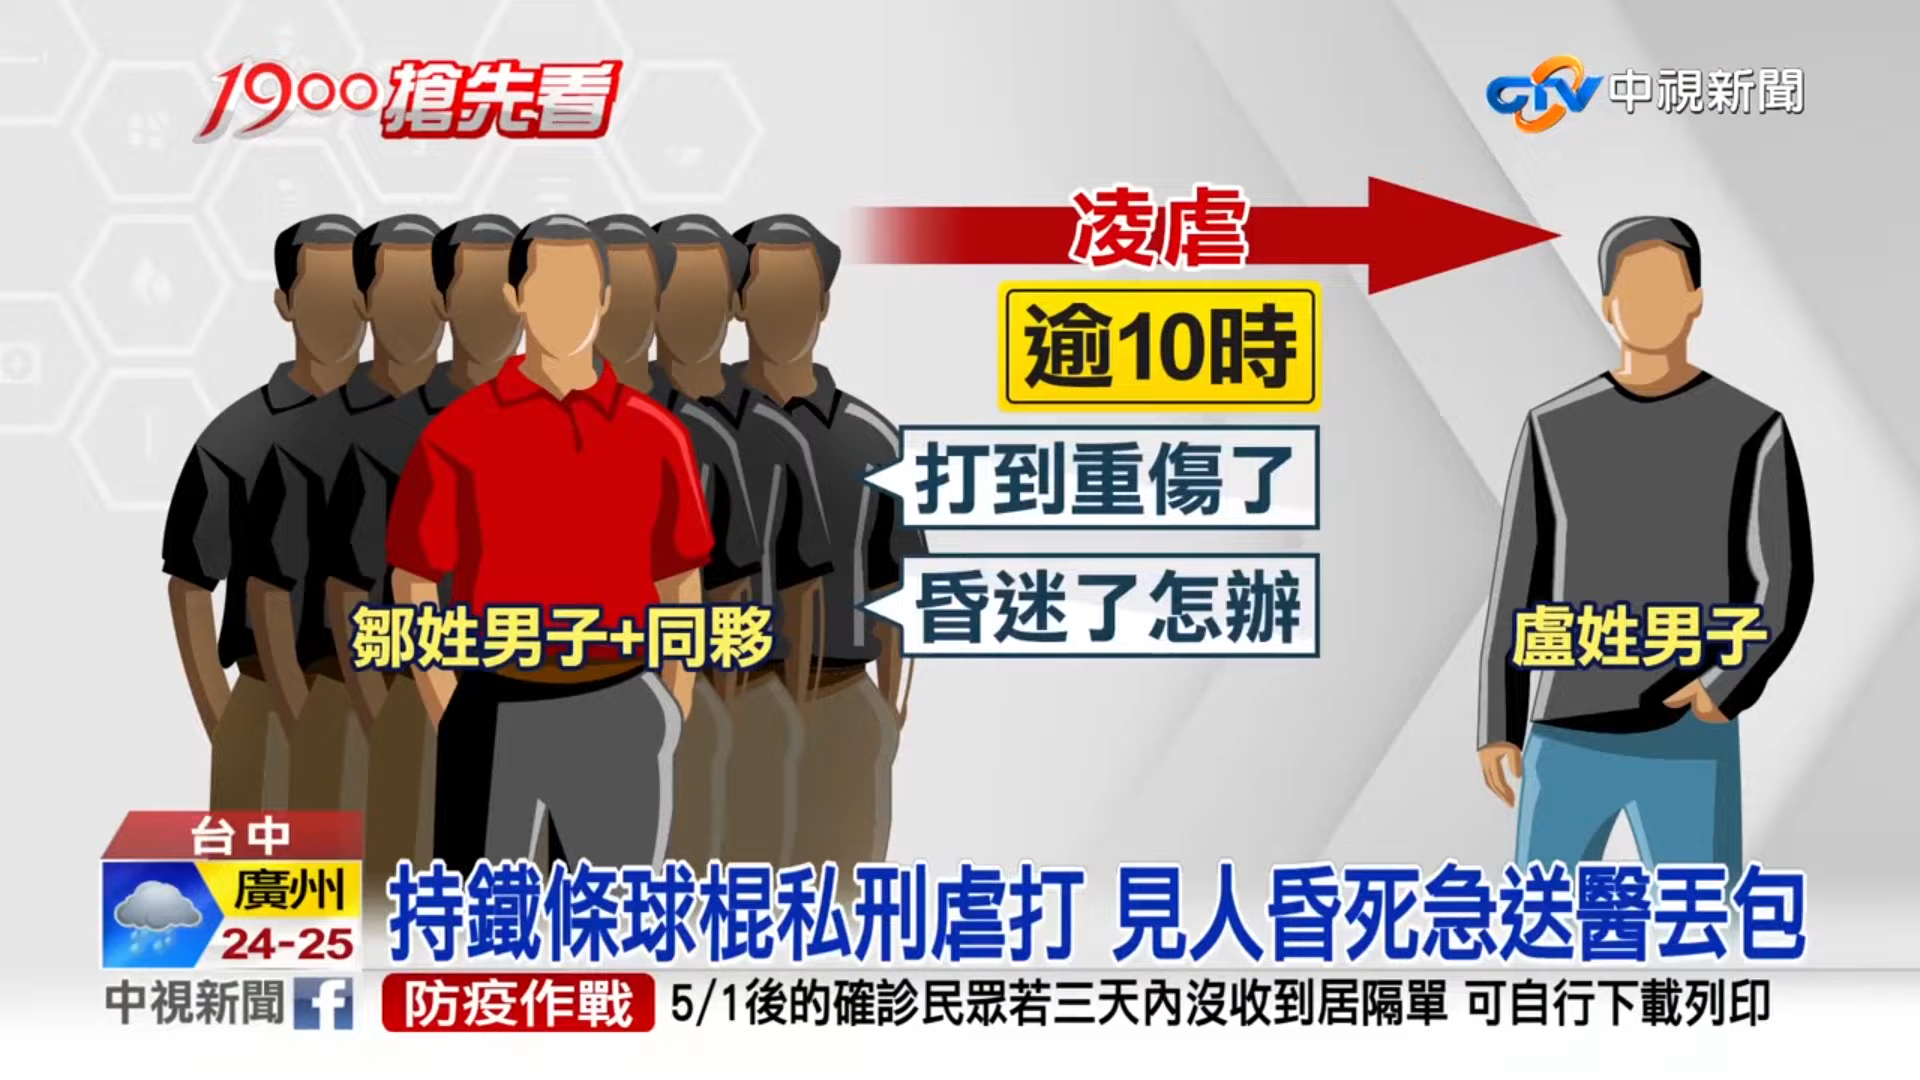 1900搶先看
CTV中視新聞
凌虐
逾10時
打到重傷了
昏迷了怎辦
鄒姓男子+同夥
盧姓男子
台中
廣州
24-25
持鐵條球棍私刑虐打 見人昏死急送醫丟包
中視新聞 f
防疫作戰 5/1後的確診民眾若三天內沒收到居隔單 可自行下載列印